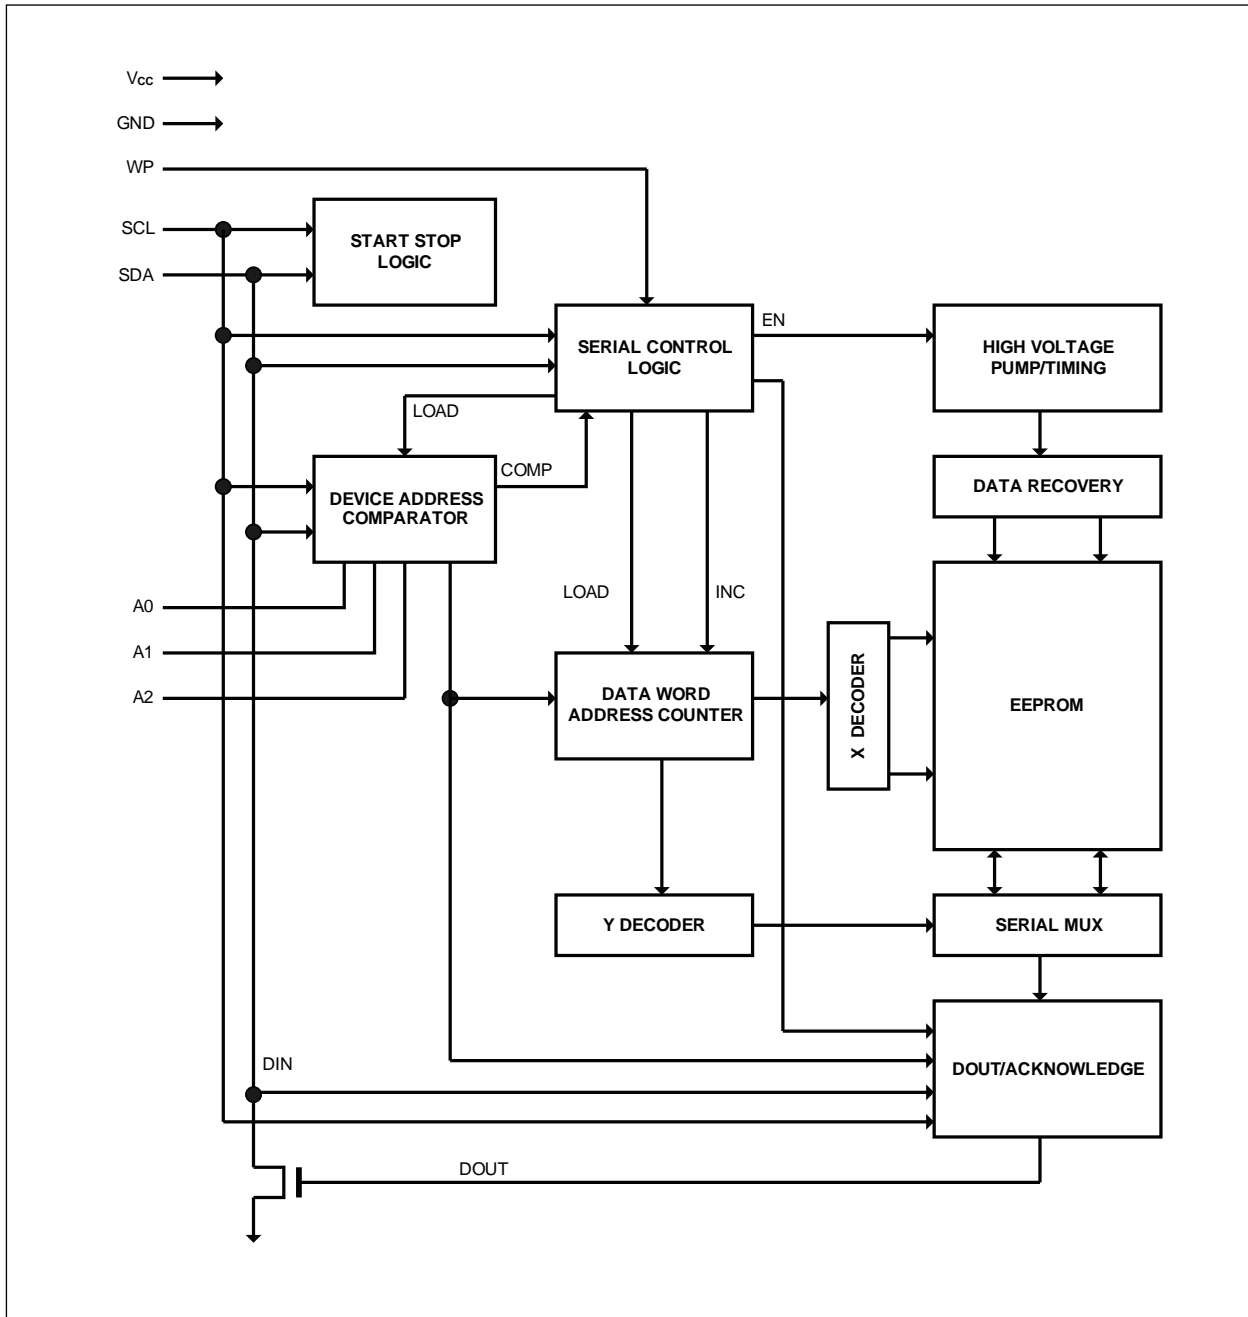 Vcc
GND
WP
SCL
START STOP
LOGIC
SDA
EN
SERIAL CONTROL
LOGIC
HIGH VOLTAGE
PUMP/TIMING
LOAD
COMP
DEVICE ADDRESS
COMPARATOR
DATA RECOVERY
LOAD
INC
A0
A1
A2
DATA WORD
ADDRESS COUNTER
X DECODER
EEPROM
Y DECODER
SERIAL MUX
DIN
DOUT/ACKNOWLEDGE
DOUT